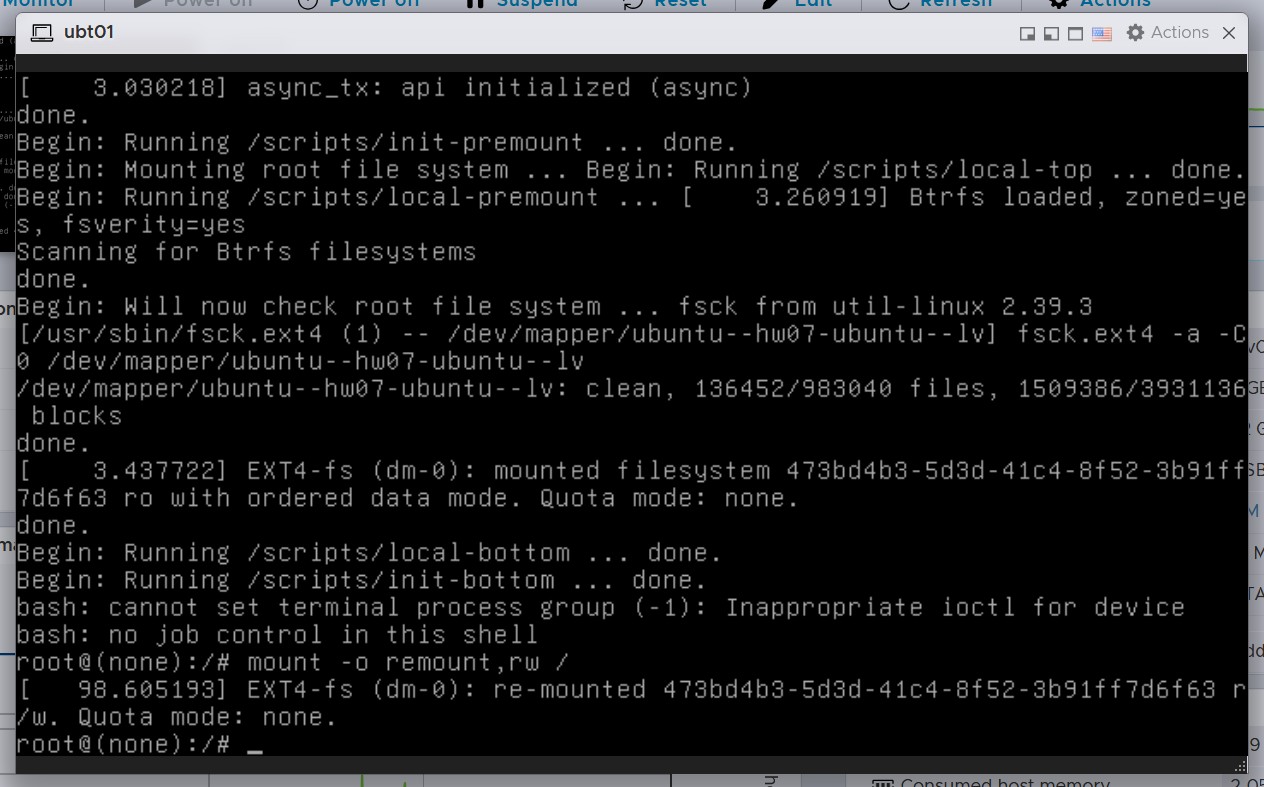 Monitor
Power on
Power off
Suspend
Reset
Edit
Refresh
Actions
ubt01
Actions
[    3.030218] async_tx: api initialized (async)
done.
Begin: Running /scripts/init-premount ... done.
Begin: Mounting root file system ... Begin: Running /scripts/local-top ... done.
Begin: Running /scripts/local-premount ... [    3.260919] Btrfs loaded, zoned=ye
s, fsverity=yes
Scanning for Btrfs filesystems
done.
Begin: Will now check root file system ... fsck from util-linux 2.39.3
[/usr/sbin/fsck.ext4 (1) -- /dev/mapper/ubuntu--hw07-ubuntu--lv] fsck.ext4 -a -C
0 /dev/mapper/ubuntu--hw07-ubuntu--lv
/dev/mapper/ubuntu--hw07-ubuntu--lv: clean, 136452/983040 files, 1509386/3931136
 blocks
done.
[    3.437722] EXT4-fs (dm-0): mounted filesystem 473bd4b3-5d3d-41c4-8f52-3b91ff
7d6f63 ro with ordered data mode. Quota mode: none.
done.
Begin: Running /scripts/local-bottom ... done.
Begin: Running /scripts/init-bottom ... done.
bash: cannot set terminal process group (-1): Inappropriate ioctl for device
bash: no job control in this shell
root@(none):/# mount -o remount,rw /
[   98.605193] EXT4-fs (dm-0): re-mounted 473bd4b3-5d3d-41c4-8f52-3b91ff7d6f63 r
/w. Quota mode: none.
root@(none):/# _
Consumed host memory